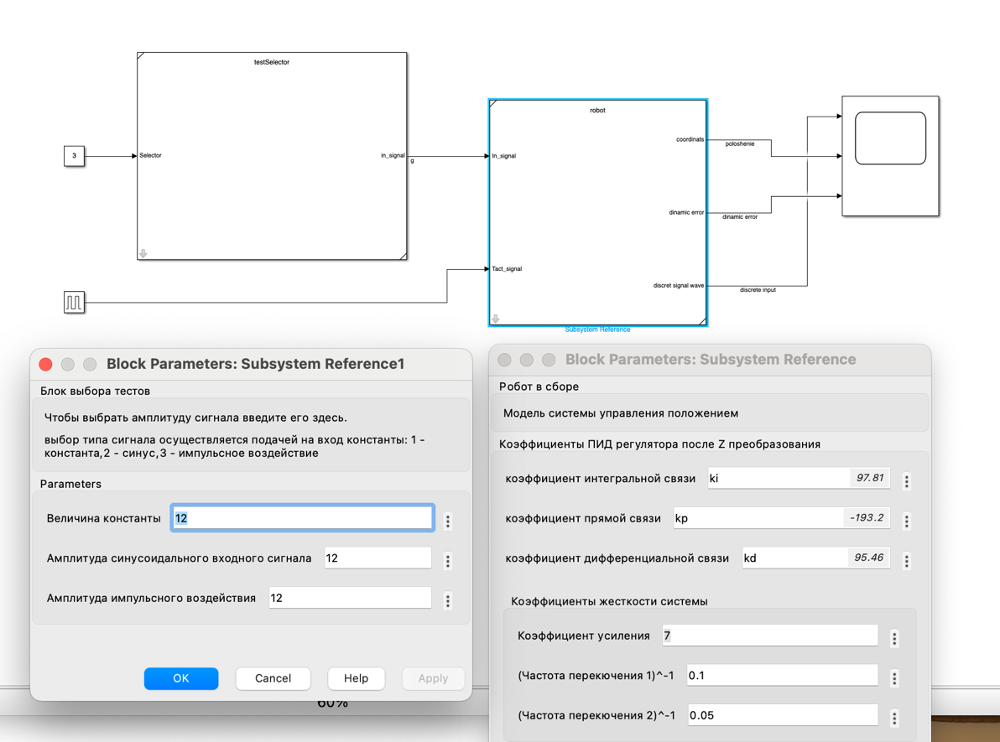 testSelector
robot
3
Selector
in_signal
g
In_signal
coordinats
poloshenie
dinamic error
dinamic error
Tact_signal
discret signal wave
discrete input
Subsystem Reference
Block Parameters: Subsystem Reference1
Блок выбора тестов
Чтобы выбрать амплитуду сигнала введите его здесь.
выбор типа сигнала осуществляется подачей на вход константы: 1 -
константа,2 - синус,3 - импульсное воздействие
Parameters
Величина константы 12
Амплитуда синусоидального входного сигнала 12
Амплитуда импульсного воздействия 12
OK Cancel Help Apply
60%
Block Parameters: Subsystem Reference
Робот в сборе
Модель системы управления положением
Коэффициенты ПИД регулятора после Z преобразования
коэффициент интегральной связи ki 97.81
коэффициент прямой связи kp -193.2
коэффициент дифференциальной связи kd 95.46
Коэффициенты жесткости системы
Коэффициент усиления 7
(Частота перекючения 1)^-1 0.1
(Частота перекючения 2)^-1 0.05